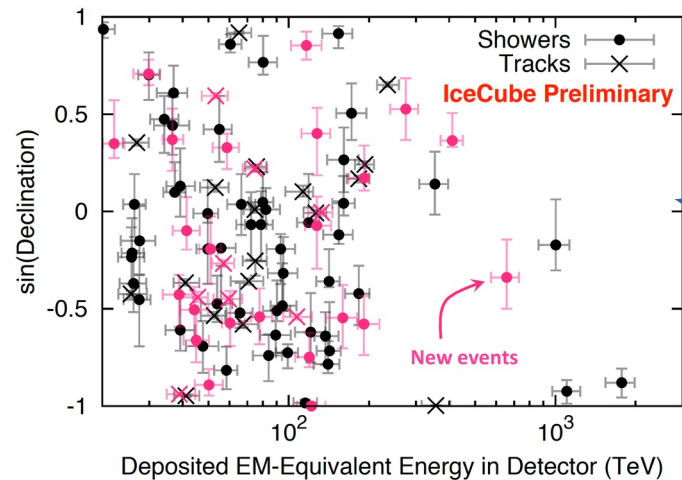 Showers
Tracks
IceCube Preliminary
1
0.5
0
-0.5
-1
sin(Declination)
New events
10²
10³
Deposited EM-Equivalent Energy in Detector (TeV)